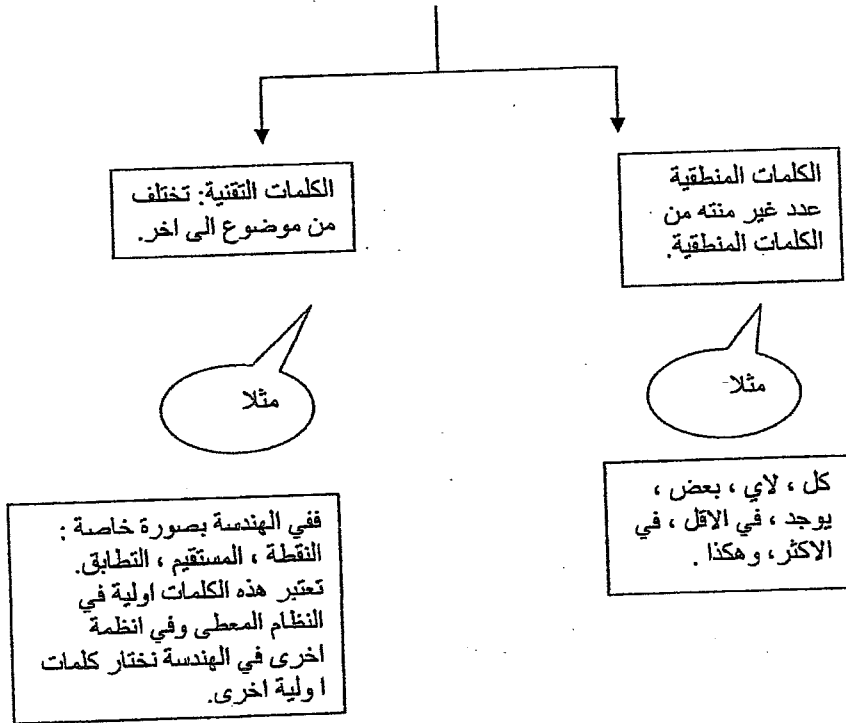 الكلمات المنطقية
عدد غير منته من
الكلمات المنطقية.
الكلمات التقنية: تختلف
من موضوع الى اخر.
مثلا
مثلا
كل ، لاي ، بعض ،
يوجد ، في الاقل ، في
الاكثر، وهكذا .
ففي الهندسة بصورة خاصة :
النقطة ، المستقيم ، التطابق.
تعتبر هذه الكلمات اولية في
النظام المعطى وفي انظمة
اخرى في الهندسة نختار كلمات
ا ولية اخرى.